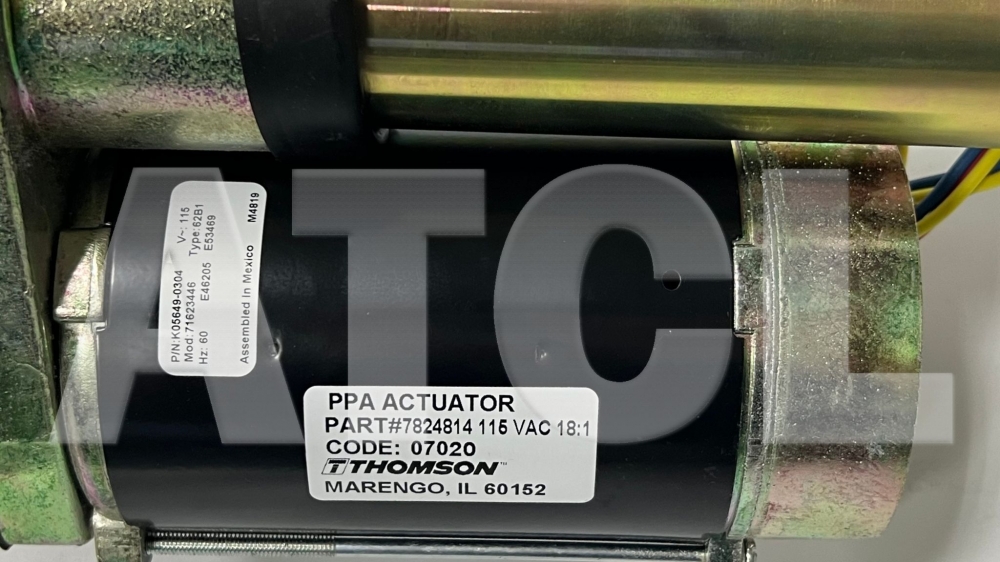 ATCL
P/N:K05649-0304 V~: 115
Mod:71623446 Type:62B1
Hz: 60 E46205 E53469
Assembled In Mexico M4819
PPA ACTUATOR
PART#7824814 115 VAC 18:1
CODE: 07020
THOMSON™
MARENGO, IL 60152